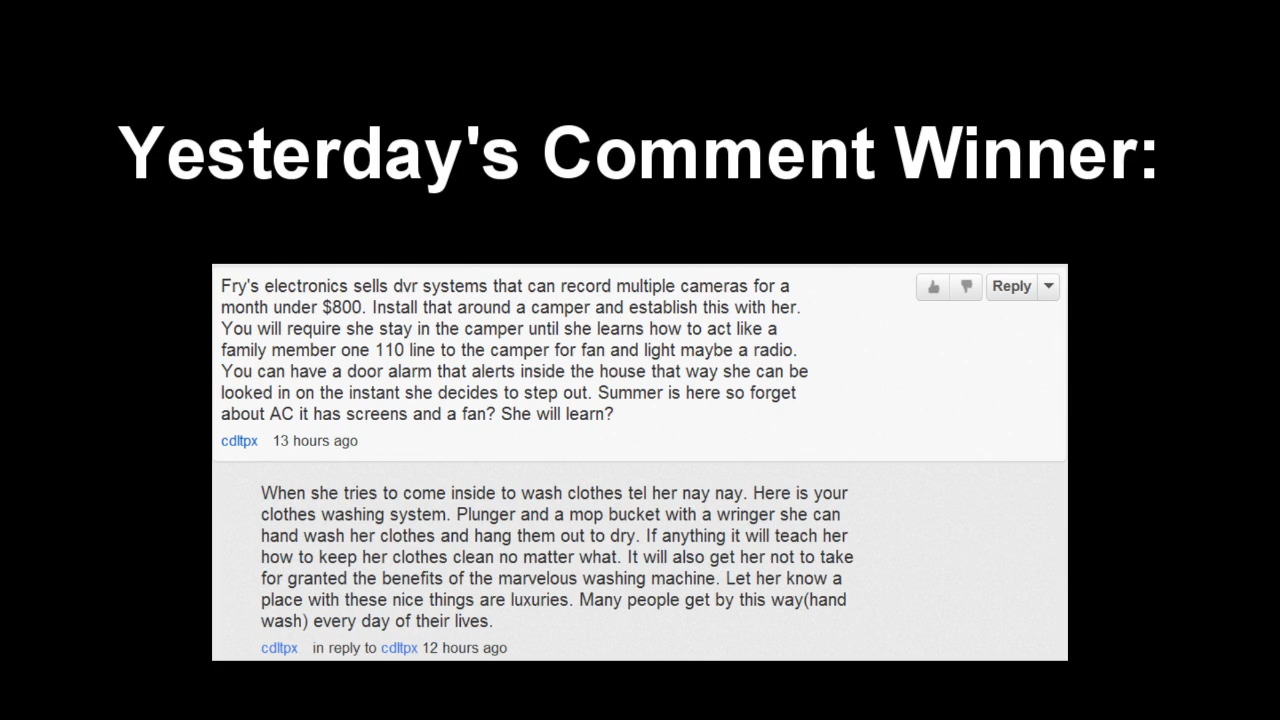 Yesterday's Comment Winner:
Fry's electronics sells dvr systems that can record multiple cameras for a
month under $800. Install that around a camper and establish this with her.
You will require she stay in the camper until she learns how to act like a
family member one 110 line to the camper for fan and light maybe a radio.
You can have a door alarm that alerts inside the house that way she can be
looked in on the instant she decides to step out. Summer is here so forget
about AC it has screens and a fan? She will learn?
cdltpx 13 hours ago
Reply
When she tries to come inside to wash clothes tel her nay nay. Here is your
clothes washing system. Plunger and a mop bucket with a wringer she can
hand wash her clothes and hang them out to dry. If anything it will teach her
how to keep her clothes clean no matter what. It will also get her not to take
for granted the benefits of the marvelous washing machine. Let her know a
place with these nice things are luxuries. Many people get by this way(hand
wash) every day of their lives.
cdltpx in reply to cdltpx 12 hours ago